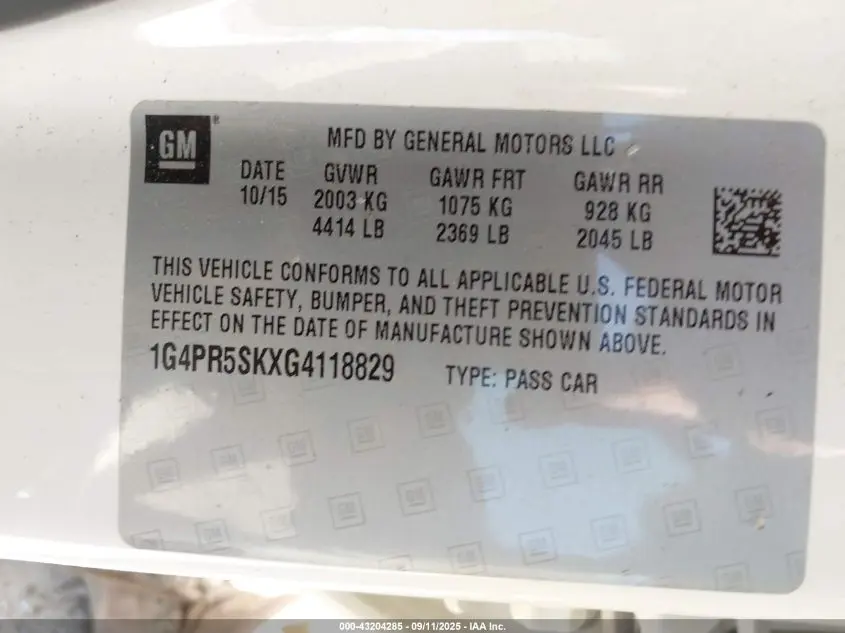 GM ®
MFD BY GENERAL MOTORS LLC
DATE GVWR GAWR FRT GAWR RR
10/15 2003 KG 1075 KG 928 KG
4414 LB 2369 LB 2045 LB
THIS VEHICLE CONFORMS TO ALL APPLICABLE U.S. FEDERAL MOTOR
VEHICLE SAFETY, BUMPER, AND THEFT PREVENTION STANDARDS IN
EFFECT ON THE DATE OF MANUFACTURE SHOWN ABOVE.
1G4PR5SKXG4118829 TYPE: PASS CAR
000-43204285 - 09/11/2025 - IAA Inc.